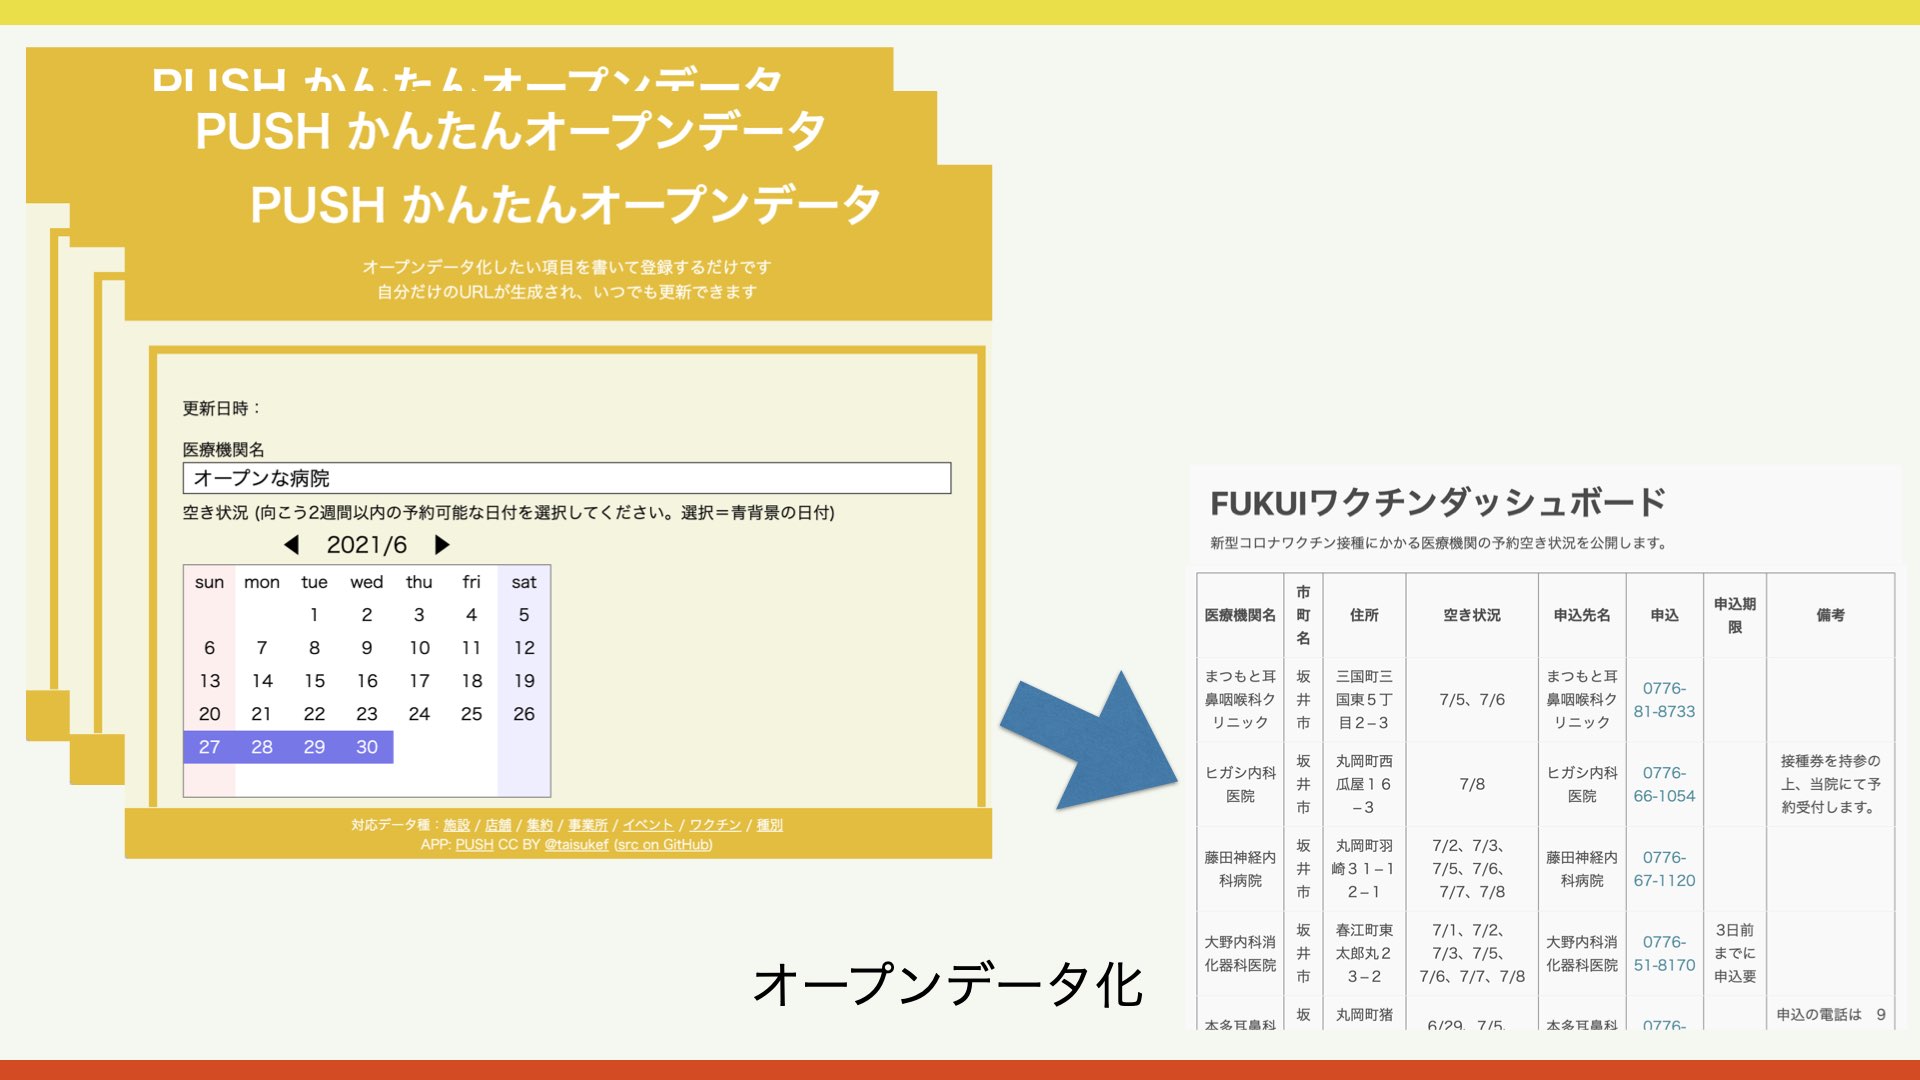 PUSH かんたんオープンデータ
PUSH かんたんオープンデータ
PUSH かんたんオープンデータ
オープンデータ化したい項目を書いて登録するだけです
自分だけのURLが生成され、いつでも更新できます
更新日時：
医療機関名
オープンな病院
空き状況 (向こう2週間以内の予約可能な日付を選択してください。選択＝青背景の日付)
◀ 2021/6 ▶
sun mon tue wed thu fri sat
1 2 3 4 5
6 7 8 9 10 11 12
13 14 15 16 17 18 19
20 21 22 23 24 25 26
27 28 29 30
対応データ種：施設 / 店舗 / 集約 / 事業所 / イベント / ワクチン / 種別
APP: PUSH CC BY @taisukef (src on GitHub)
オープンデータ化
FUKUIワクチンダッシュボード
新型コロナワクチン接種にかかる医療機関の予約空き状況を公開します。
医療機関名 市町名 住所 空き状況 申込先名 申込 申込期限 備考
まつもと耳鼻咽喉科クリニック 坂井市 三国町三国東５丁目２−３ 7/5、7/6 まつもと耳鼻咽喉科クリニック 0776-81-8733
ヒガシ内科医院 坂井市 丸岡町西瓜屋１６−３ 7/8 ヒガシ内科医院 0776-66-1054 接種券を持参の上、当院にて予約受付します。
藤田神経内科病院 坂井市 丸岡町羽崎３１−１２−１ 7/2、7/3、7/5、7/6、7/7、7/8 藤田神経内科病院 0776-67-1120
大野内科消化器科医院 坂井市 春江町東太郎丸２３−２ 7/1、7/2、7/3、7/5、7/6、7/7、7/8 大野内科消化器科医院 0776-51-8170 3日前までに申込要
本多耳鼻科 坂 丸岡町猪 6/29、7/5、 本多耳鼻科 0776- 申込の電話は　9